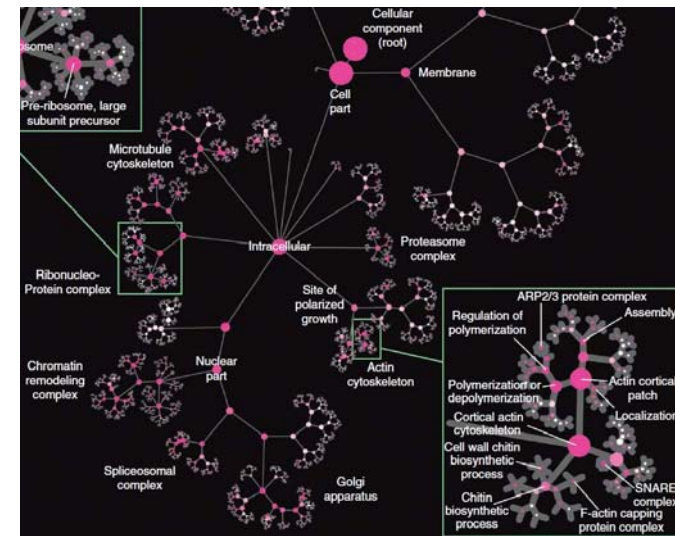 Cellular
component
(root)
Membrane
Cell
part
Pre-ribosome, large
subunit precursor
Microtubule
cytoskeleton
Intracellular
Proteasome
complex
Ribonucleo-
Protein complex
Site of
polarized
growth
Actin
cytoskeleton
Nuclear
part
Chromatin
remodeling
complex
Spliceosomal
complex
Golgi
apparatus
ARP2/3 protein complex
Regulation of
polymerization
Assembly
Polymerization or
depolymerization
Actin cortical
patch
Cortical actin
cytoskeleton
Localization
Cell wall chitin
biosynthetic
process
SNARE
complex
Chitin
biosynthetic
process
F-actin capping
protein complex